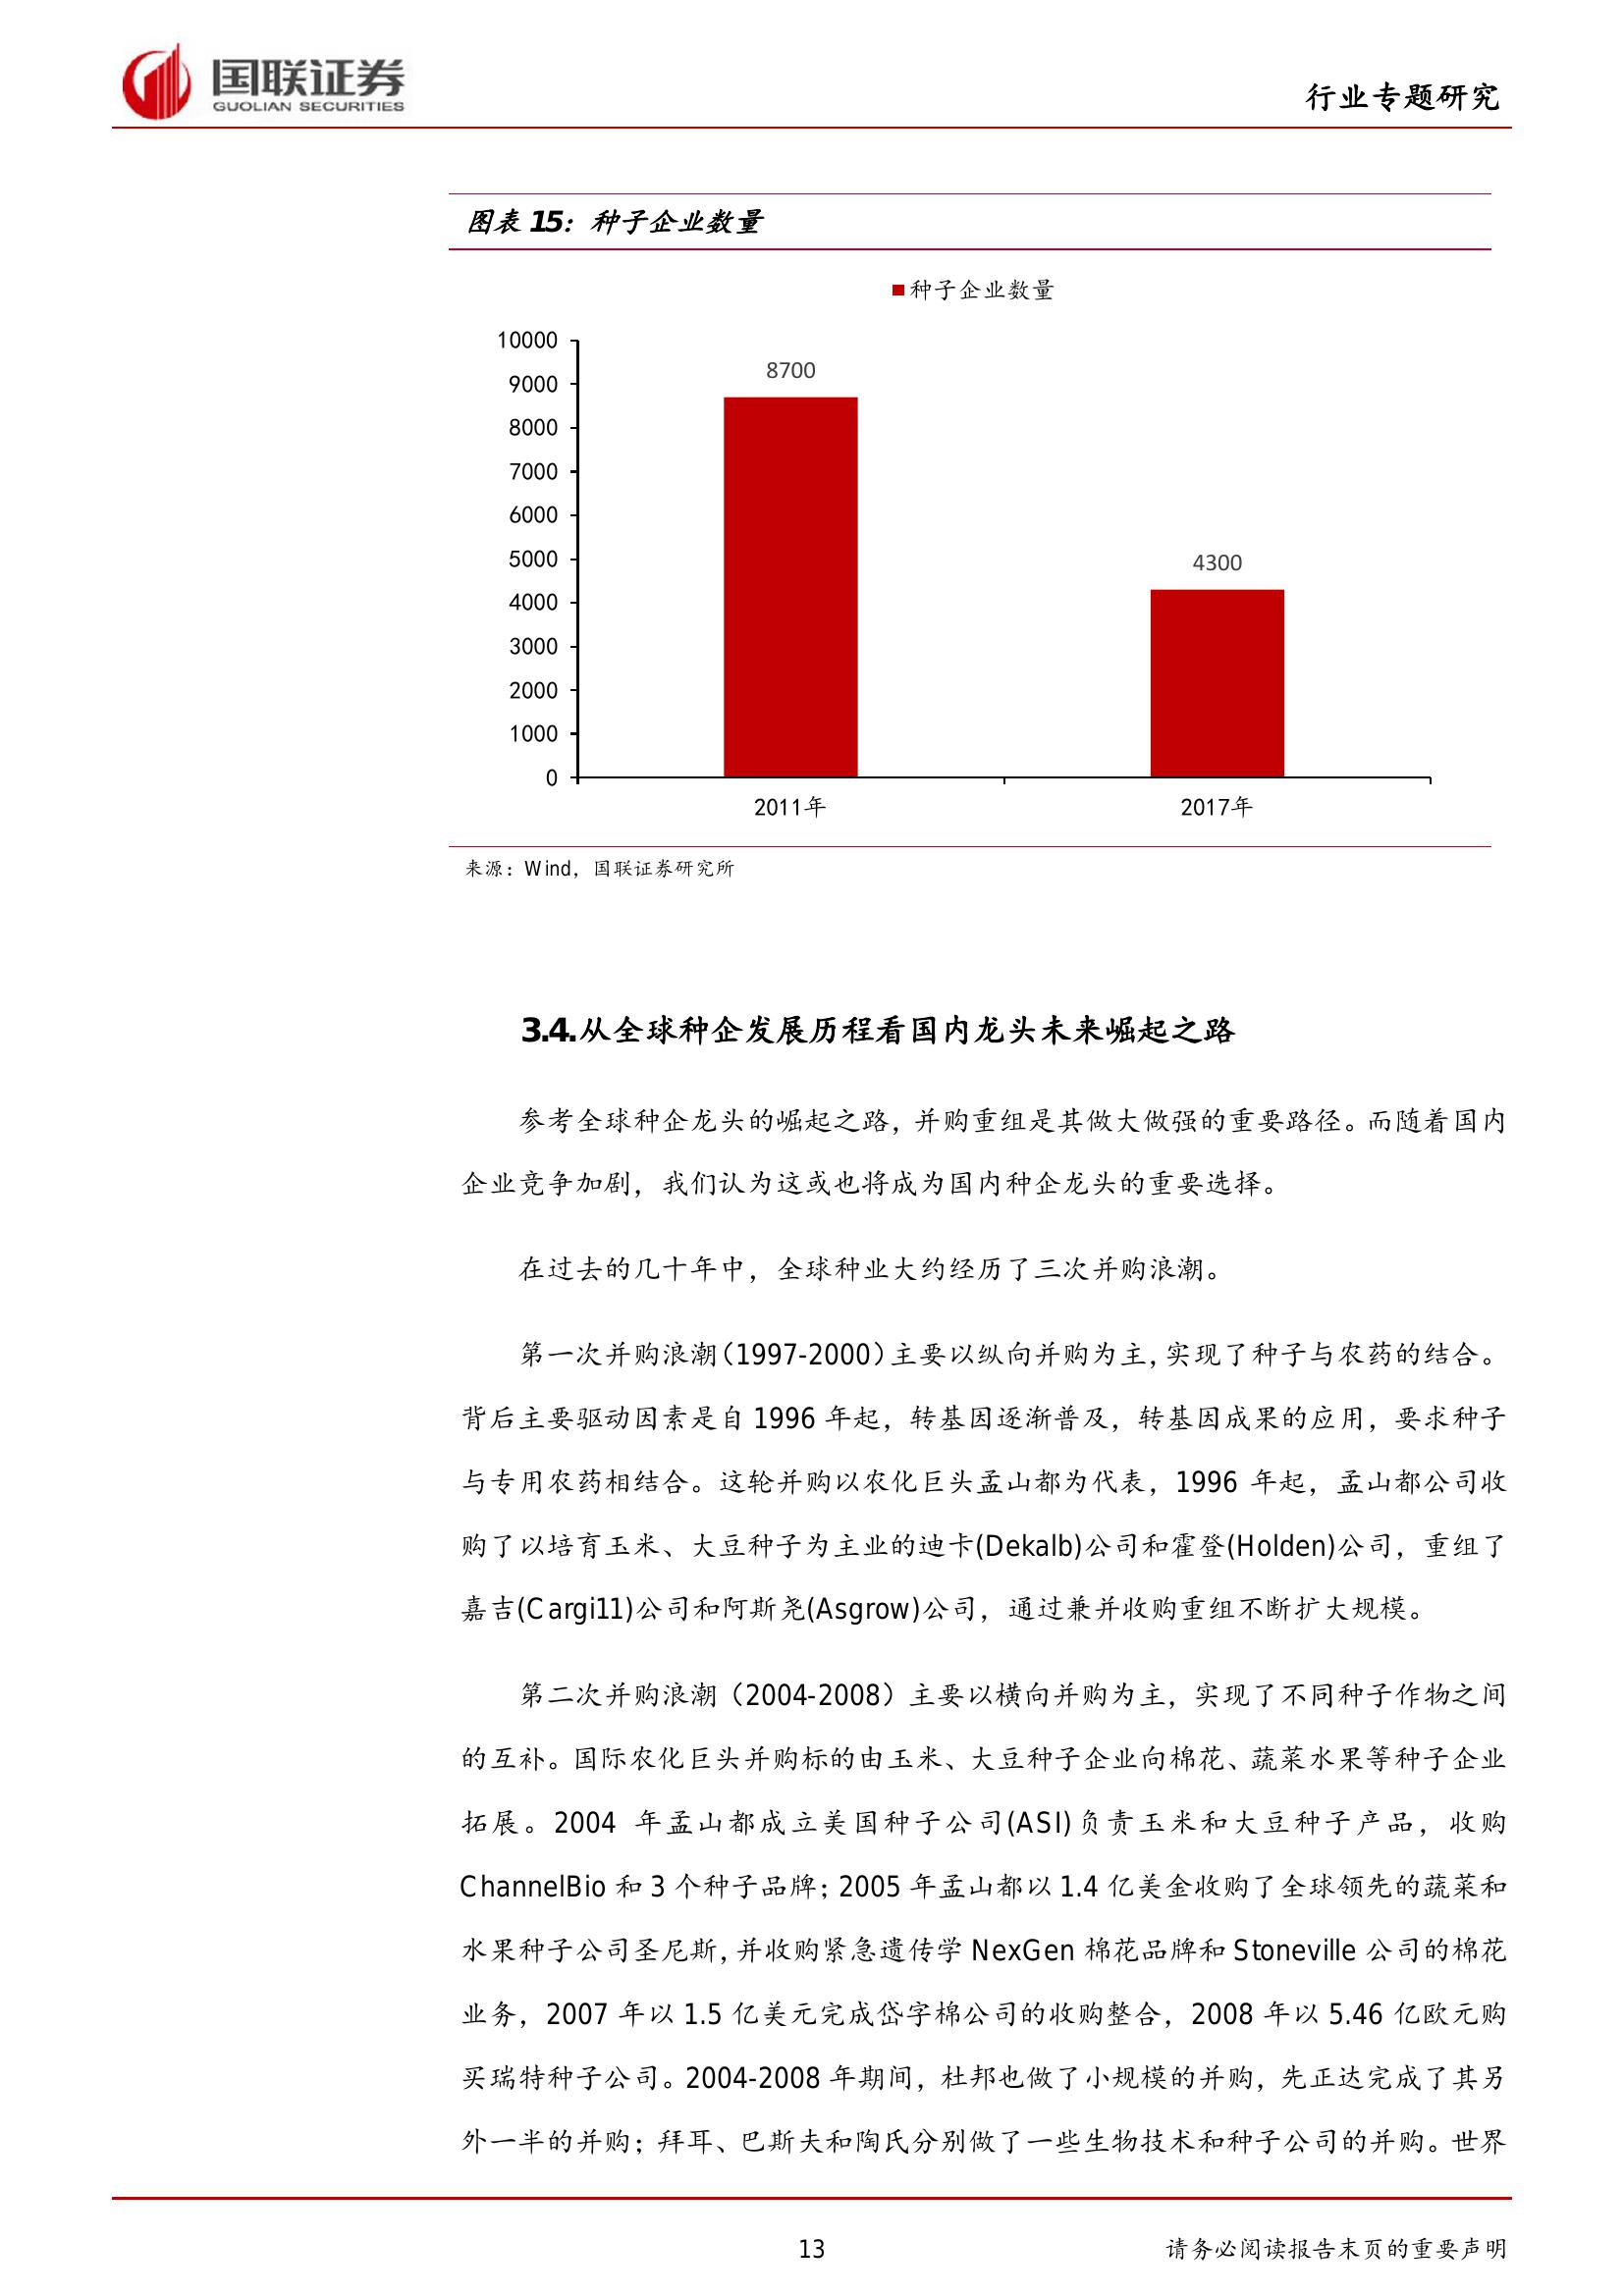 国联证券
GUOLIAN SECURITIES
行业专题研究
图表 15：种子企业数量
种子企业数量
10000
9000
8000
7000
6000
5000
4000
3000
2000
1000
0
8700
4300
2011年
2017年
来源：Wind，国联证券研究所
3.4.从全球种企发展历程看国内龙头未来崛起之路
参考全球种企龙头的崛起之路，并购重组是其做大做强的重要路径。而随着国内
企业竞争加剧，我们认为这或也将成为国内种企龙头的重要选择。
在过去的几十年中，全球种业大约经历了三次并购浪潮。
第一次并购浪潮（1997-2000）主要以纵向并购为主，实现了种子与农药的结合。
背后主要驱动因素是自 1996 年起，转基因逐渐普及，转基因成果的应用，要求种子
与专用农药相结合。这轮并购以农化巨头孟山都为代表，1996 年起，孟山都公司收
购了以培育玉米、大豆种子为主业的迪卡(Dekalb)公司和霍登(Holden)公司，重组了
嘉吉(Cargi11)公司和阿斯尧(Asgrow)公司，通过兼并收购重组不断扩大规模。
第二次并购浪潮（2004-2008）主要以横向并购为主，实现了不同种子作物之间
的互补。国际农化巨头并购标的由玉米、大豆种子企业向棉花、蔬菜水果等种子企业
拓展。2004 年孟山都成立美国种子公司(ASI)负责玉米和大豆种子产品，收购
ChannelBio 和 3 个种子品牌；2005 年孟山都以 1.4 亿美金收购了全球领先的蔬菜和
水果种子公司圣尼斯，并收购紧急遗传学 NexGen 棉花品牌和 Stoneville 公司的棉花
业务，2007 年以 1.5 亿美元完成岱字棉公司的收购整合，2008 年以 5.46 亿欧元购
买瑞特种子公司。2004-2008 年期间，杜邦也做了小规模的并购，先正达完成了其另
外一半的并购；拜耳、巴斯夫和陶氏分别做了一些生物技术和种子公司的并购。世界
13
请务必阅读报告末页的重要声明